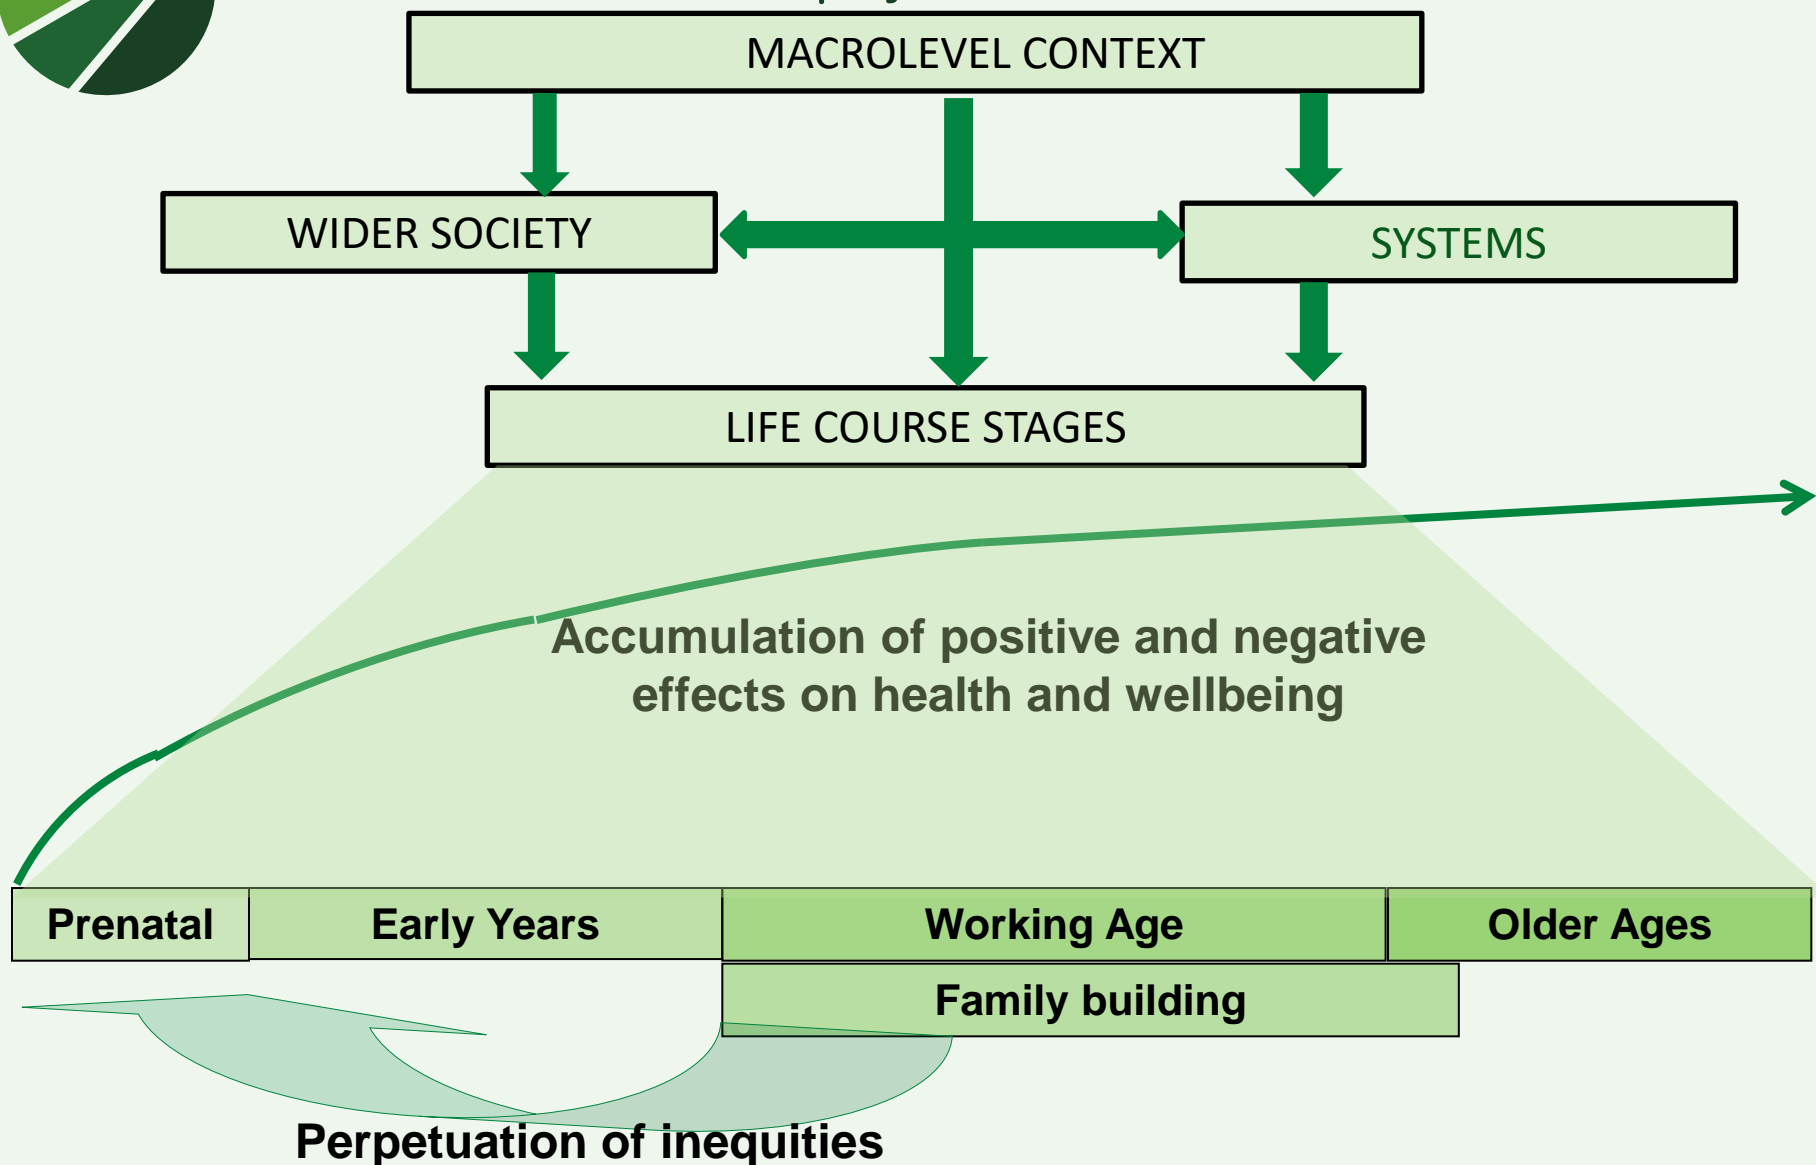 MACROLEVEL CONTEXT
WIDER SOCIETY
SYSTEMS
LIFE COURSE STAGES
Accumulation of positive and negative
effects on health and wellbeing
Prenatal
Early Years
Working Age
Older Ages
Family building
Perpetuation of inequities